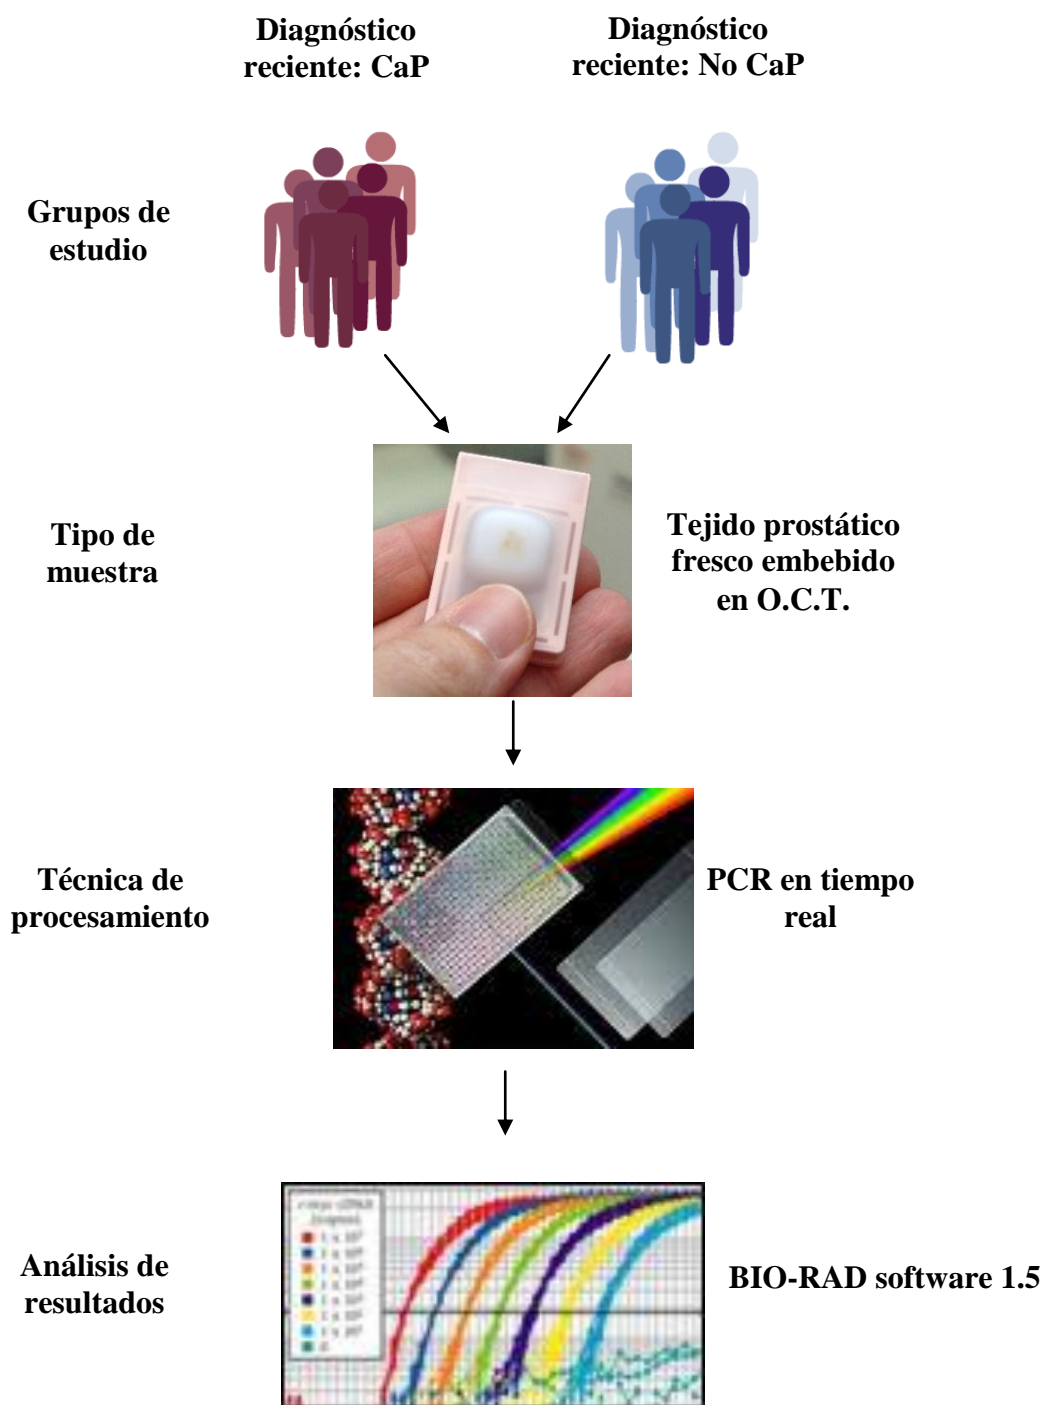 Diagnóstico
reciente: CaP
Diagnóstico
reciente: No CaP
Grupos de
estudio
Tipo de
muestra
Tejido prostático
fresco embebido
en O.C.T.
Técnica de
procesamiento
PCR en tiempo
real
Análisis de
resultados
BIO-RAD software 1.5